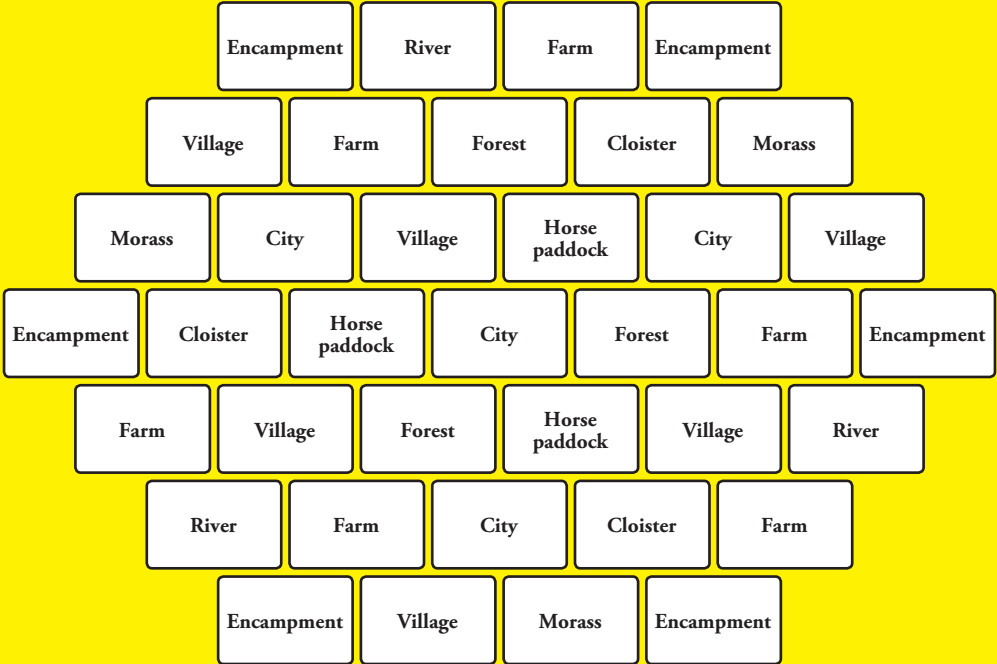 Encampment River Farm Encampment
Village Farm Forest Cloister Morass
Morass City Village Horse paddock City Village
Encampment Cloister Horse paddock City Forest Farm Encampment
Farm Village Forest Horse paddock Village River
River Farm City Cloister Farm
Encampment Village Morass Encampment